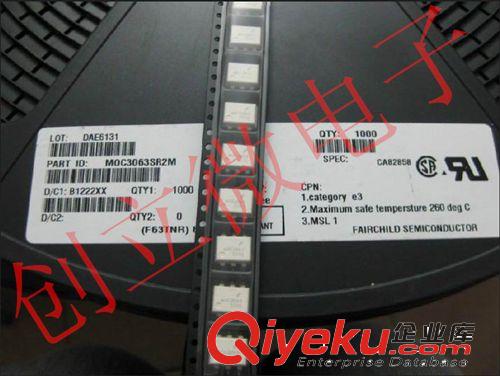 LOT: DAE6131
PART ID: MOC3063SR2M
D/C1: B1222XX QTY1: 1000
D/C2: QTY2: 0
(F63TNR)
QTY: 1000
SPEC: CA82858
CPN:
1.category e3
2.Maximum safe tempersture 260 deg C
3.MSL 1
FAIRCHILD SEMICONDUCTOR
创立微电子
Qiyeku.com 企业库
Enterprise Database